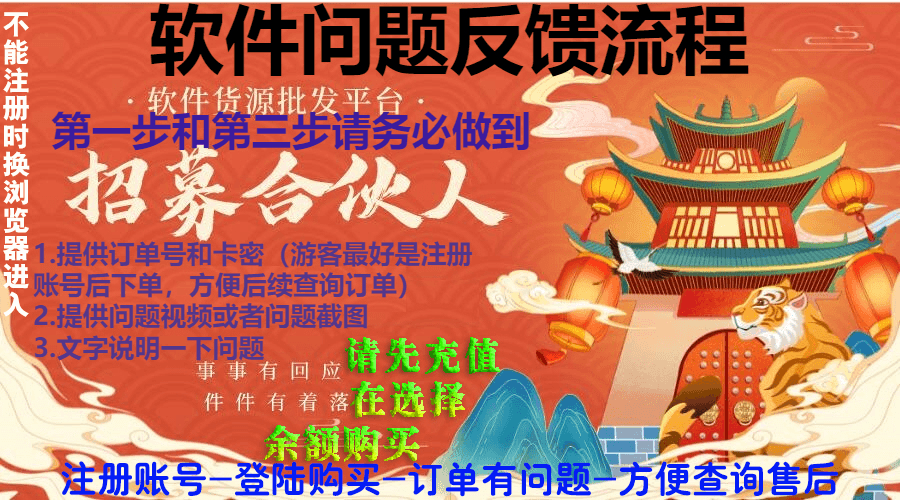 不能注册时换浏览器进入
软件问题反馈流程
·软件货源批发平台·
第一步和第三步请务必做到
招募合伙人
1.提供订单号和卡密（游客最好是注册
账号后下单，方便后续查询订单）
2.提供问题视频或者问题截图
3.文字说明一下问题
事事有回应
件件有着落
请先充值
在选择
余额购买
注册账号–登陆购买–订单有问题–方便查询售后